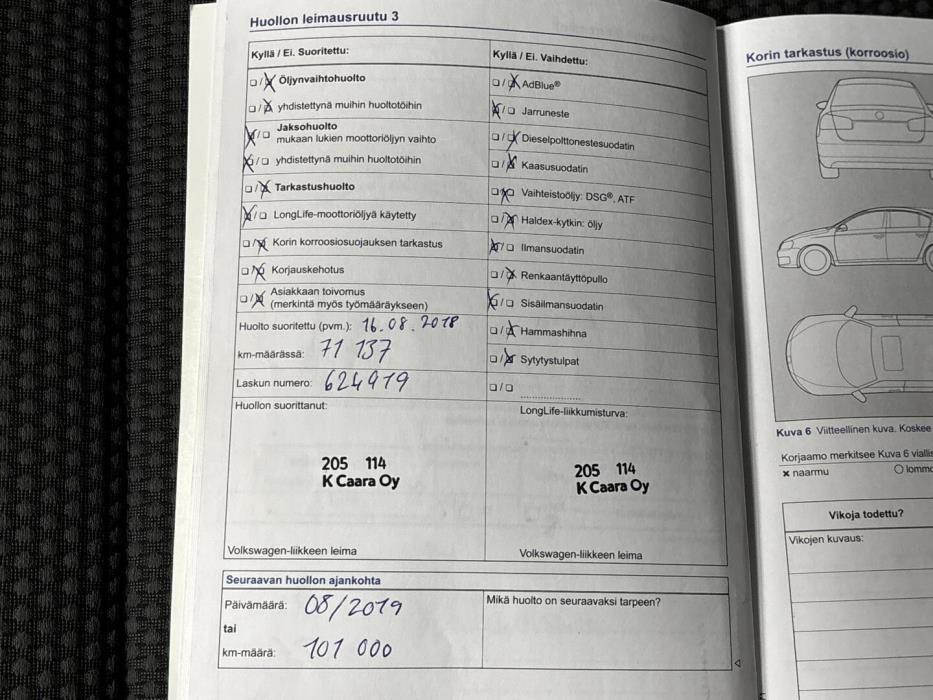 Huollon leimausruutu 3
Kyllä / Ei. Suoritettu:
Öljynvaihtohuolto
yhdistettynä muihin huoltotöihin
Jaksohuolto
mukaan lukien moottoriöljyn vaihto
yhdistettynä muihin huoltotöihin
Tarkastushuolto
LongLife-moottoriöljyä käytetty
Korin korroosiosuojauksen tarkastus
Korjauskehotus
Asiakkaan toivomus
(merkintä myös työmääräykseen)
Huolto suoritettu (pvm.): 16.08.2018
km-määrässä: 71 137
Laskun numero: 624979
Huollon suorittanut:
205 114
K Caara Oy
Volkswagen-liikkeen leima
Kyllä / Ei. Vaihdettu:
AdBlue®
Jarruneste
Dieselpolttonestesuodatin
Kaasusuodatin
Vaihteistoöljy: DSG®, ATF
Haldex-kytkin: öljy
Ilmansuodatin
Renkaantäyttöpullo
Sisäilmansuodatin
Hammashihna
Sytytystulpat
LongLife-liikkumisturva:
205 114
K Caara Oy
Volkswagen-liikkeen leima
Seuraavan huollon ajankohta
Päivämäärä: 08/2019
tai
km-määrä: 101 000
Mikä huolto on seuraavaksi tarpeen?
Korin tarkastus (korroosio)
Kuva 6 Viitteellinen kuva. Koskee
Korjaamo merkitsee Kuva 6
naarmu
Vikoja todettu?
Vikojen kuvaus: